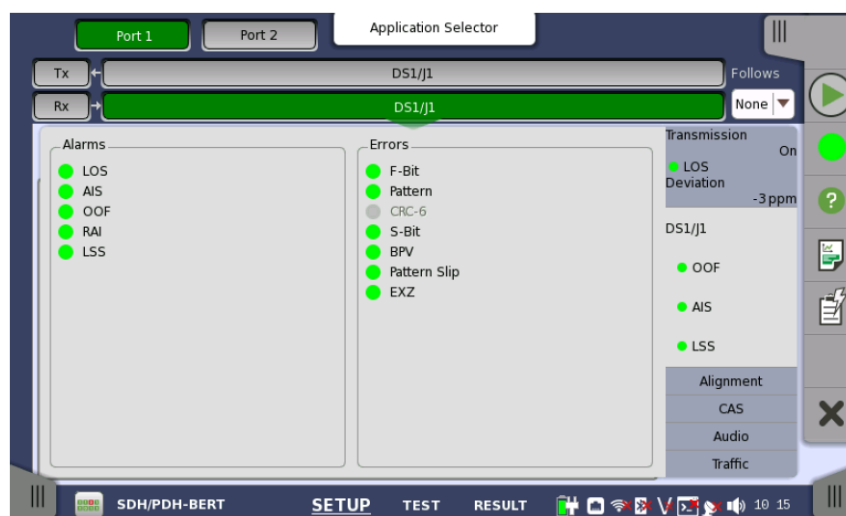 Port 1
Port 2
Application Selector
Tx
DS1/J1
Follows
Rx
DS1/J1
None
Alarms
LOS
AIS
OOF
RAI
LSS
Errors
F-Bit
Pattern
CRC-6
S-Bit
BPV
Pattern Slip
EXZ
Transmission
On
LOS
Deviation
-3 ppm
DS1/J1
OOF
AIS
LSS
Alignment
CAS
Audio
Traffic
SDH/PDH-BERT
SETUP
TEST
RESULT
10 15